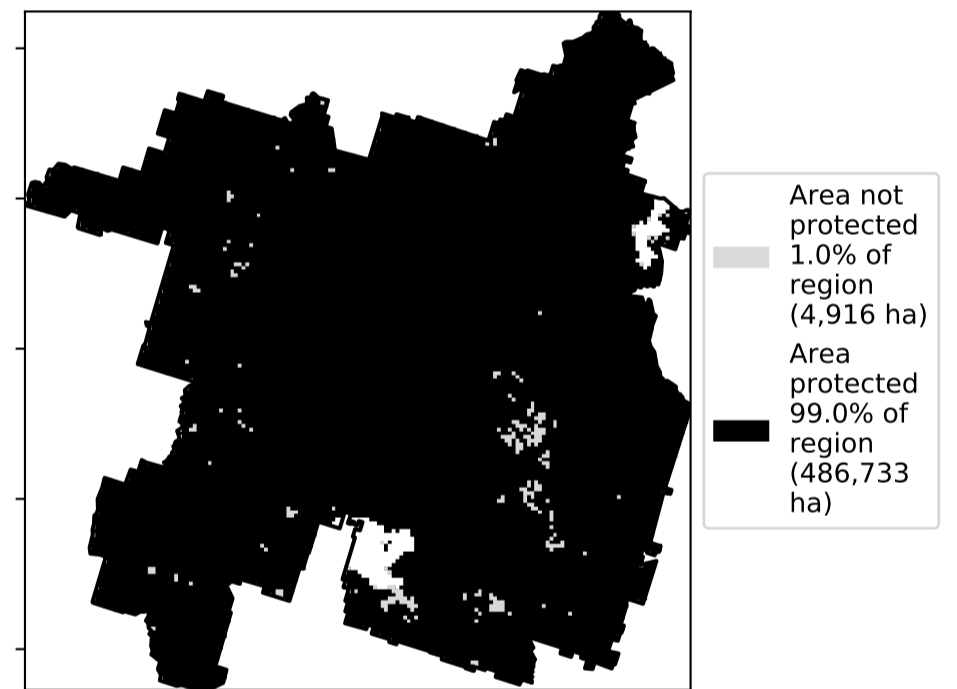 Area not
protected
1.0% of
region
(4,916 ha)
Area
protected
99.0% of
region
(486,733
ha)